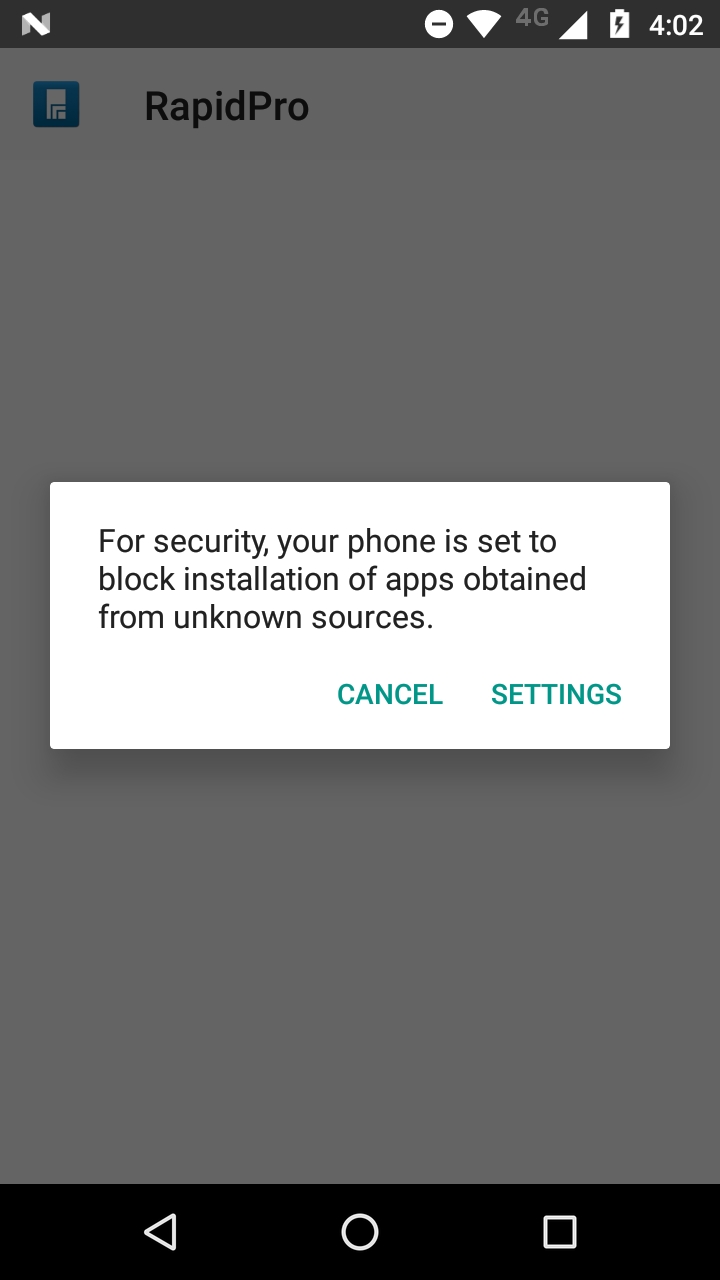 4G 4:02
RapidPro
For security, your phone is set to
block installation of apps obtained
from unknown sources.
CANCEL SETTINGS